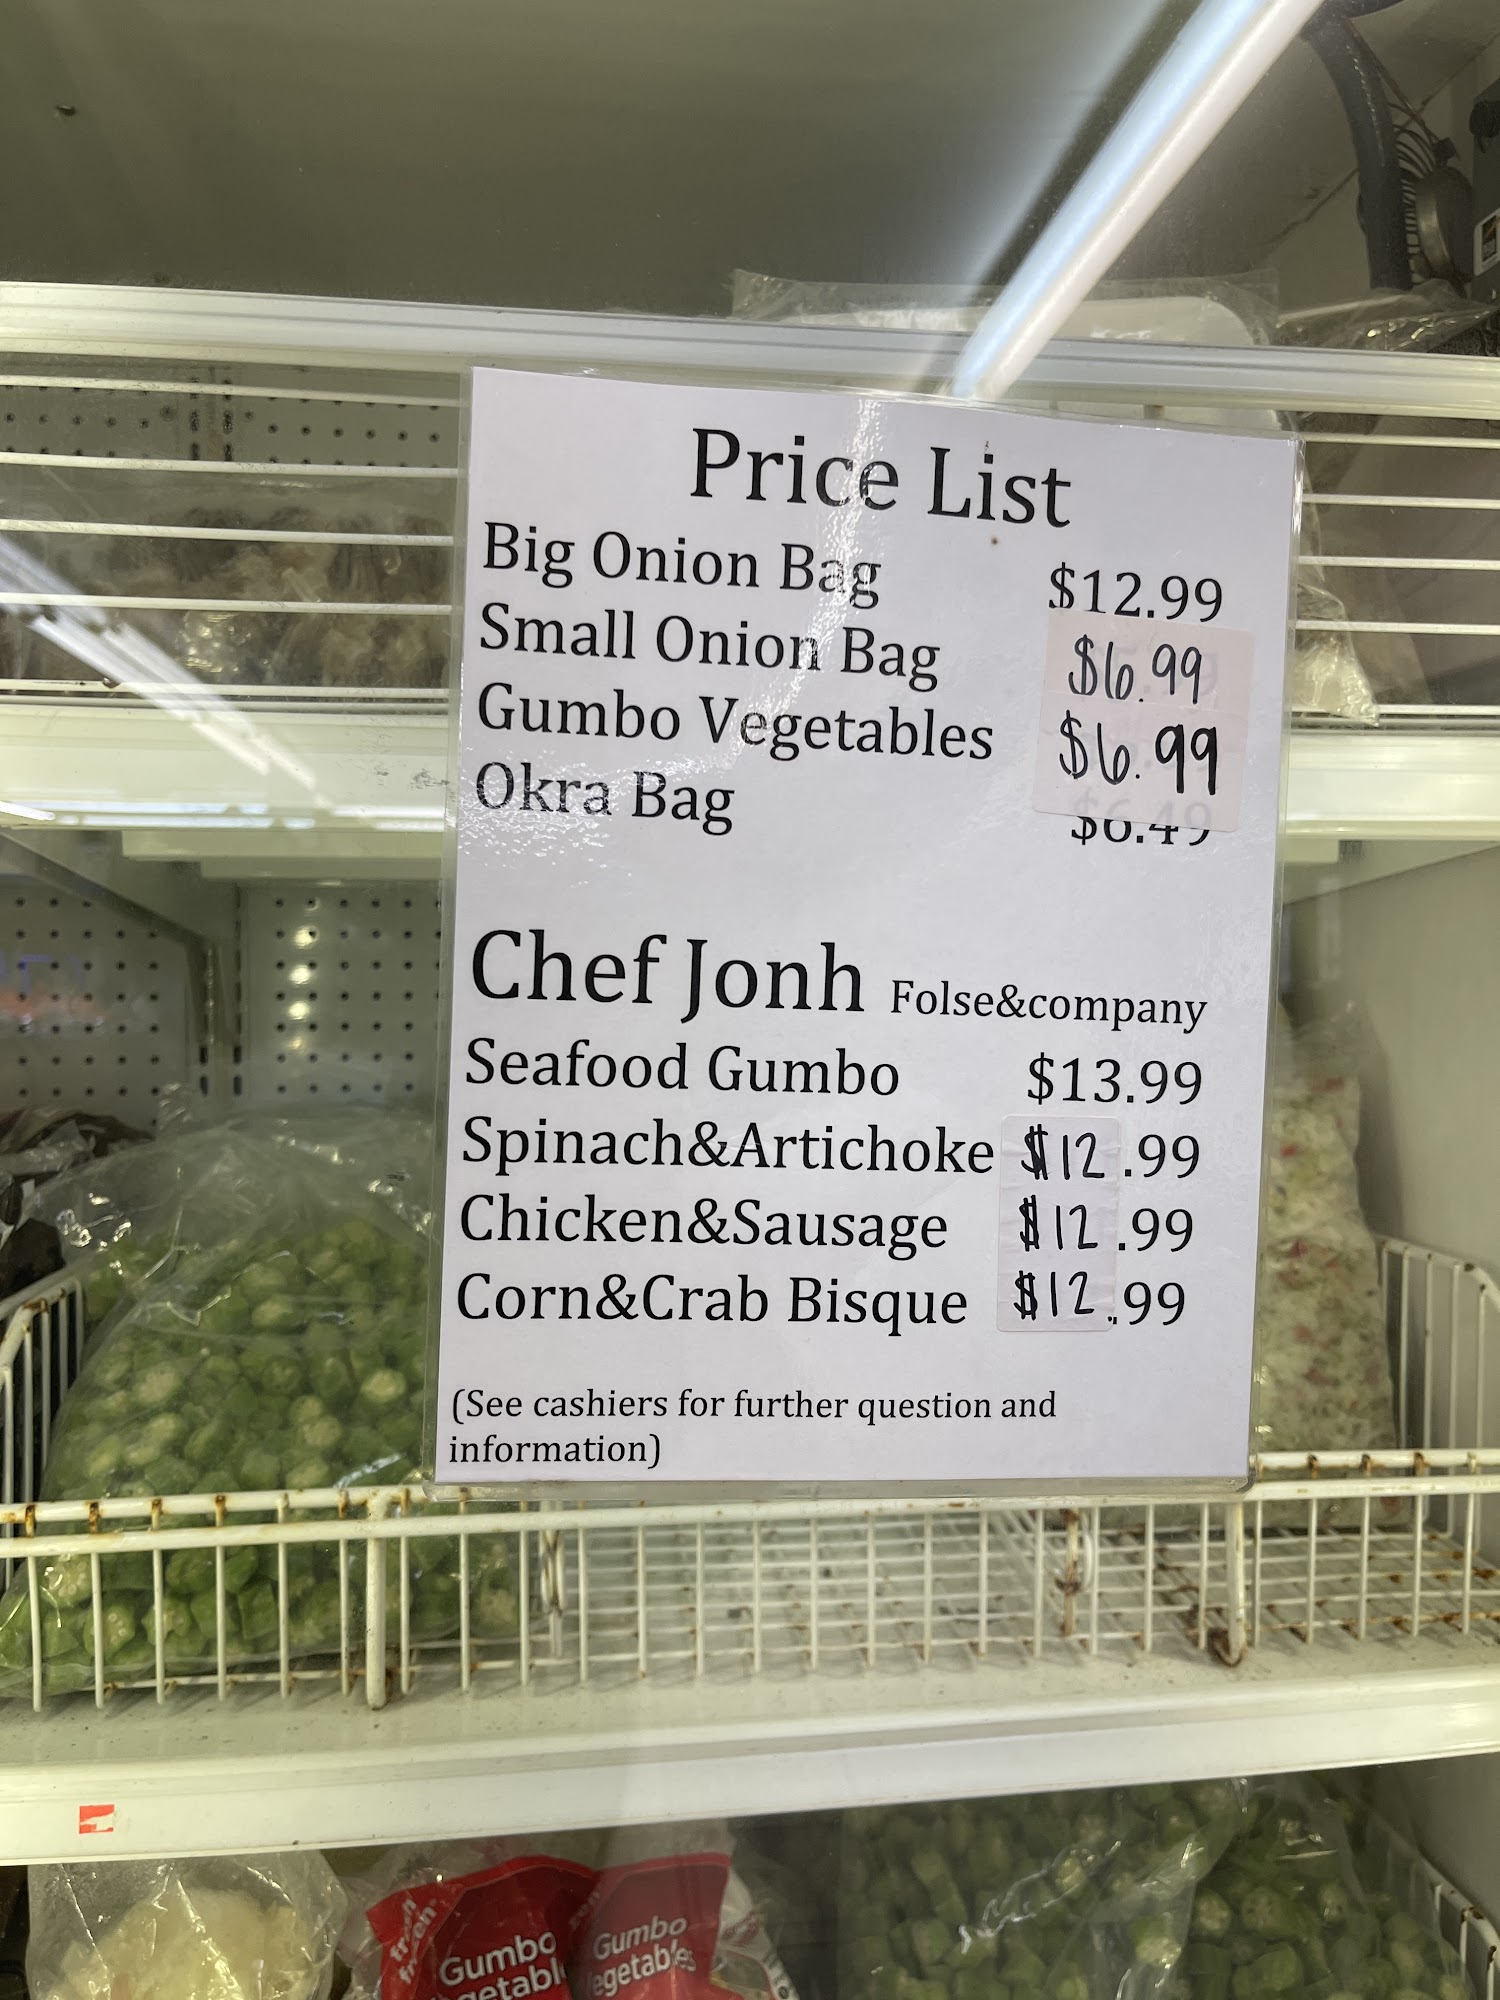 Price List
Big Onion Bag $12.99
Small Onion Bag $6.99
Gumbo Vegetables $6.99
Okra Bag $6.49
Chef Jonh Folse&company
Seafood Gumbo $13.99
Spinach&Artichoke $12.99
Chicken&Sausage $12.99
Corn&Crab Bisque $12.99
(See cashiers for further question and
information)
Gumbo
Gumbo